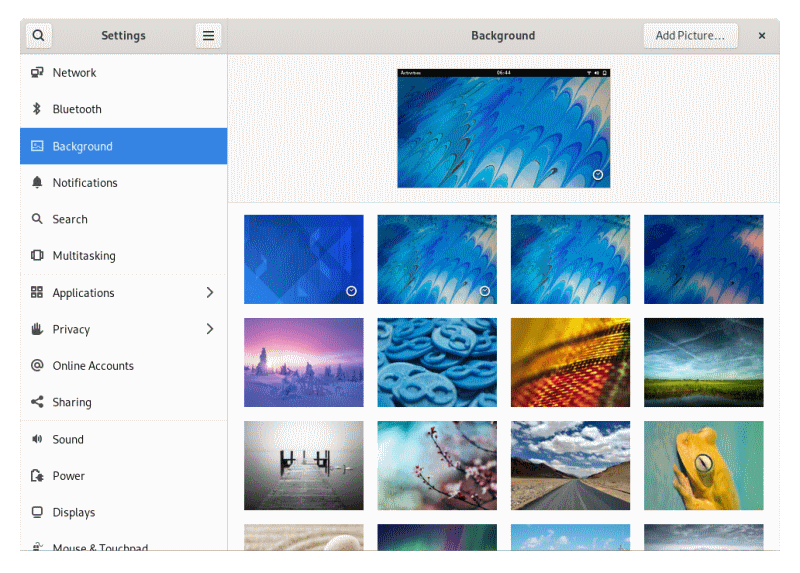 Settings
Background
Add Picture...
Network
Bluetooth
Background
Notifications
Search
Multitasking
Applications
Privacy
Online Accounts
Sharing
Sound
Power
Displays
Mouse & Touchpad
Activities
06:44